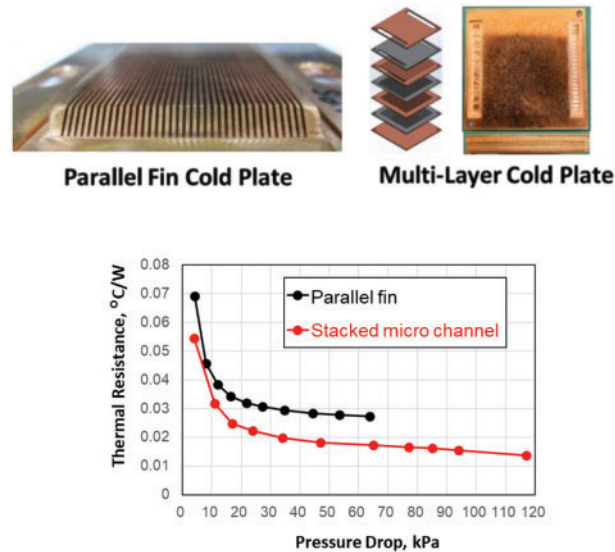 Parallel Fin Cold Plate
Multi-Layer Cold Plate
0.08
0.07
0.06
0.05
0.04
0.03
0.02
0.01
0
Thermal Resistance, °C/W
Parallel fin
Stacked micro channel
0 10 20 30 40 50 60 70 80 90 100 110 120
Pressure Drop, kPa